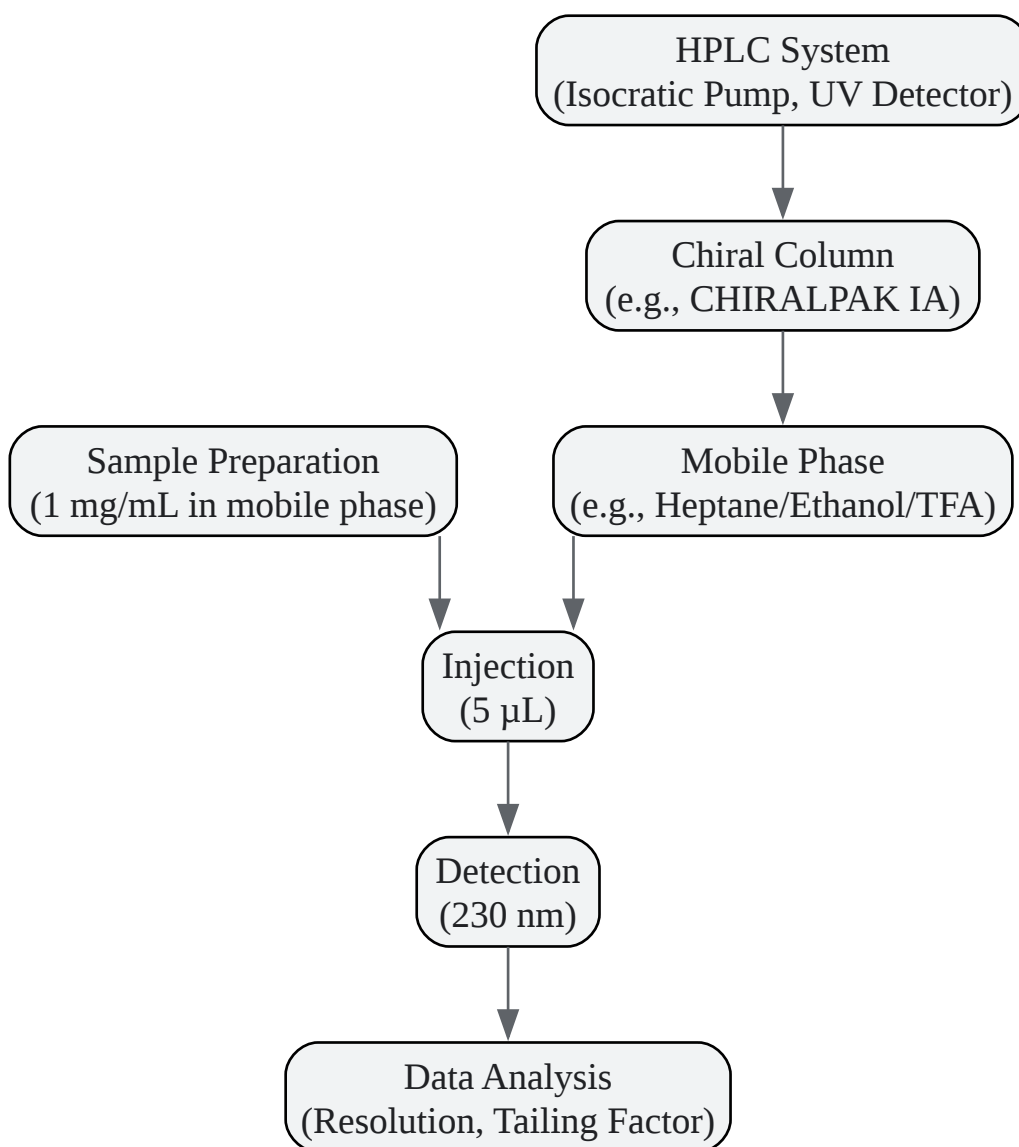 HPLC System
(Isocratic Pump, UV Detector)
Chiral Column
(e.g., CHIRALPAK IA)
Sample Preparation
(1 mg/mL in mobile phase)
Mobile Phase
(e.g., Heptane/Ethanol/TFA)
Injection
(5 µL)
Detection
(230 nm)
Data Analysis
(Resolution, Tailing Factor)